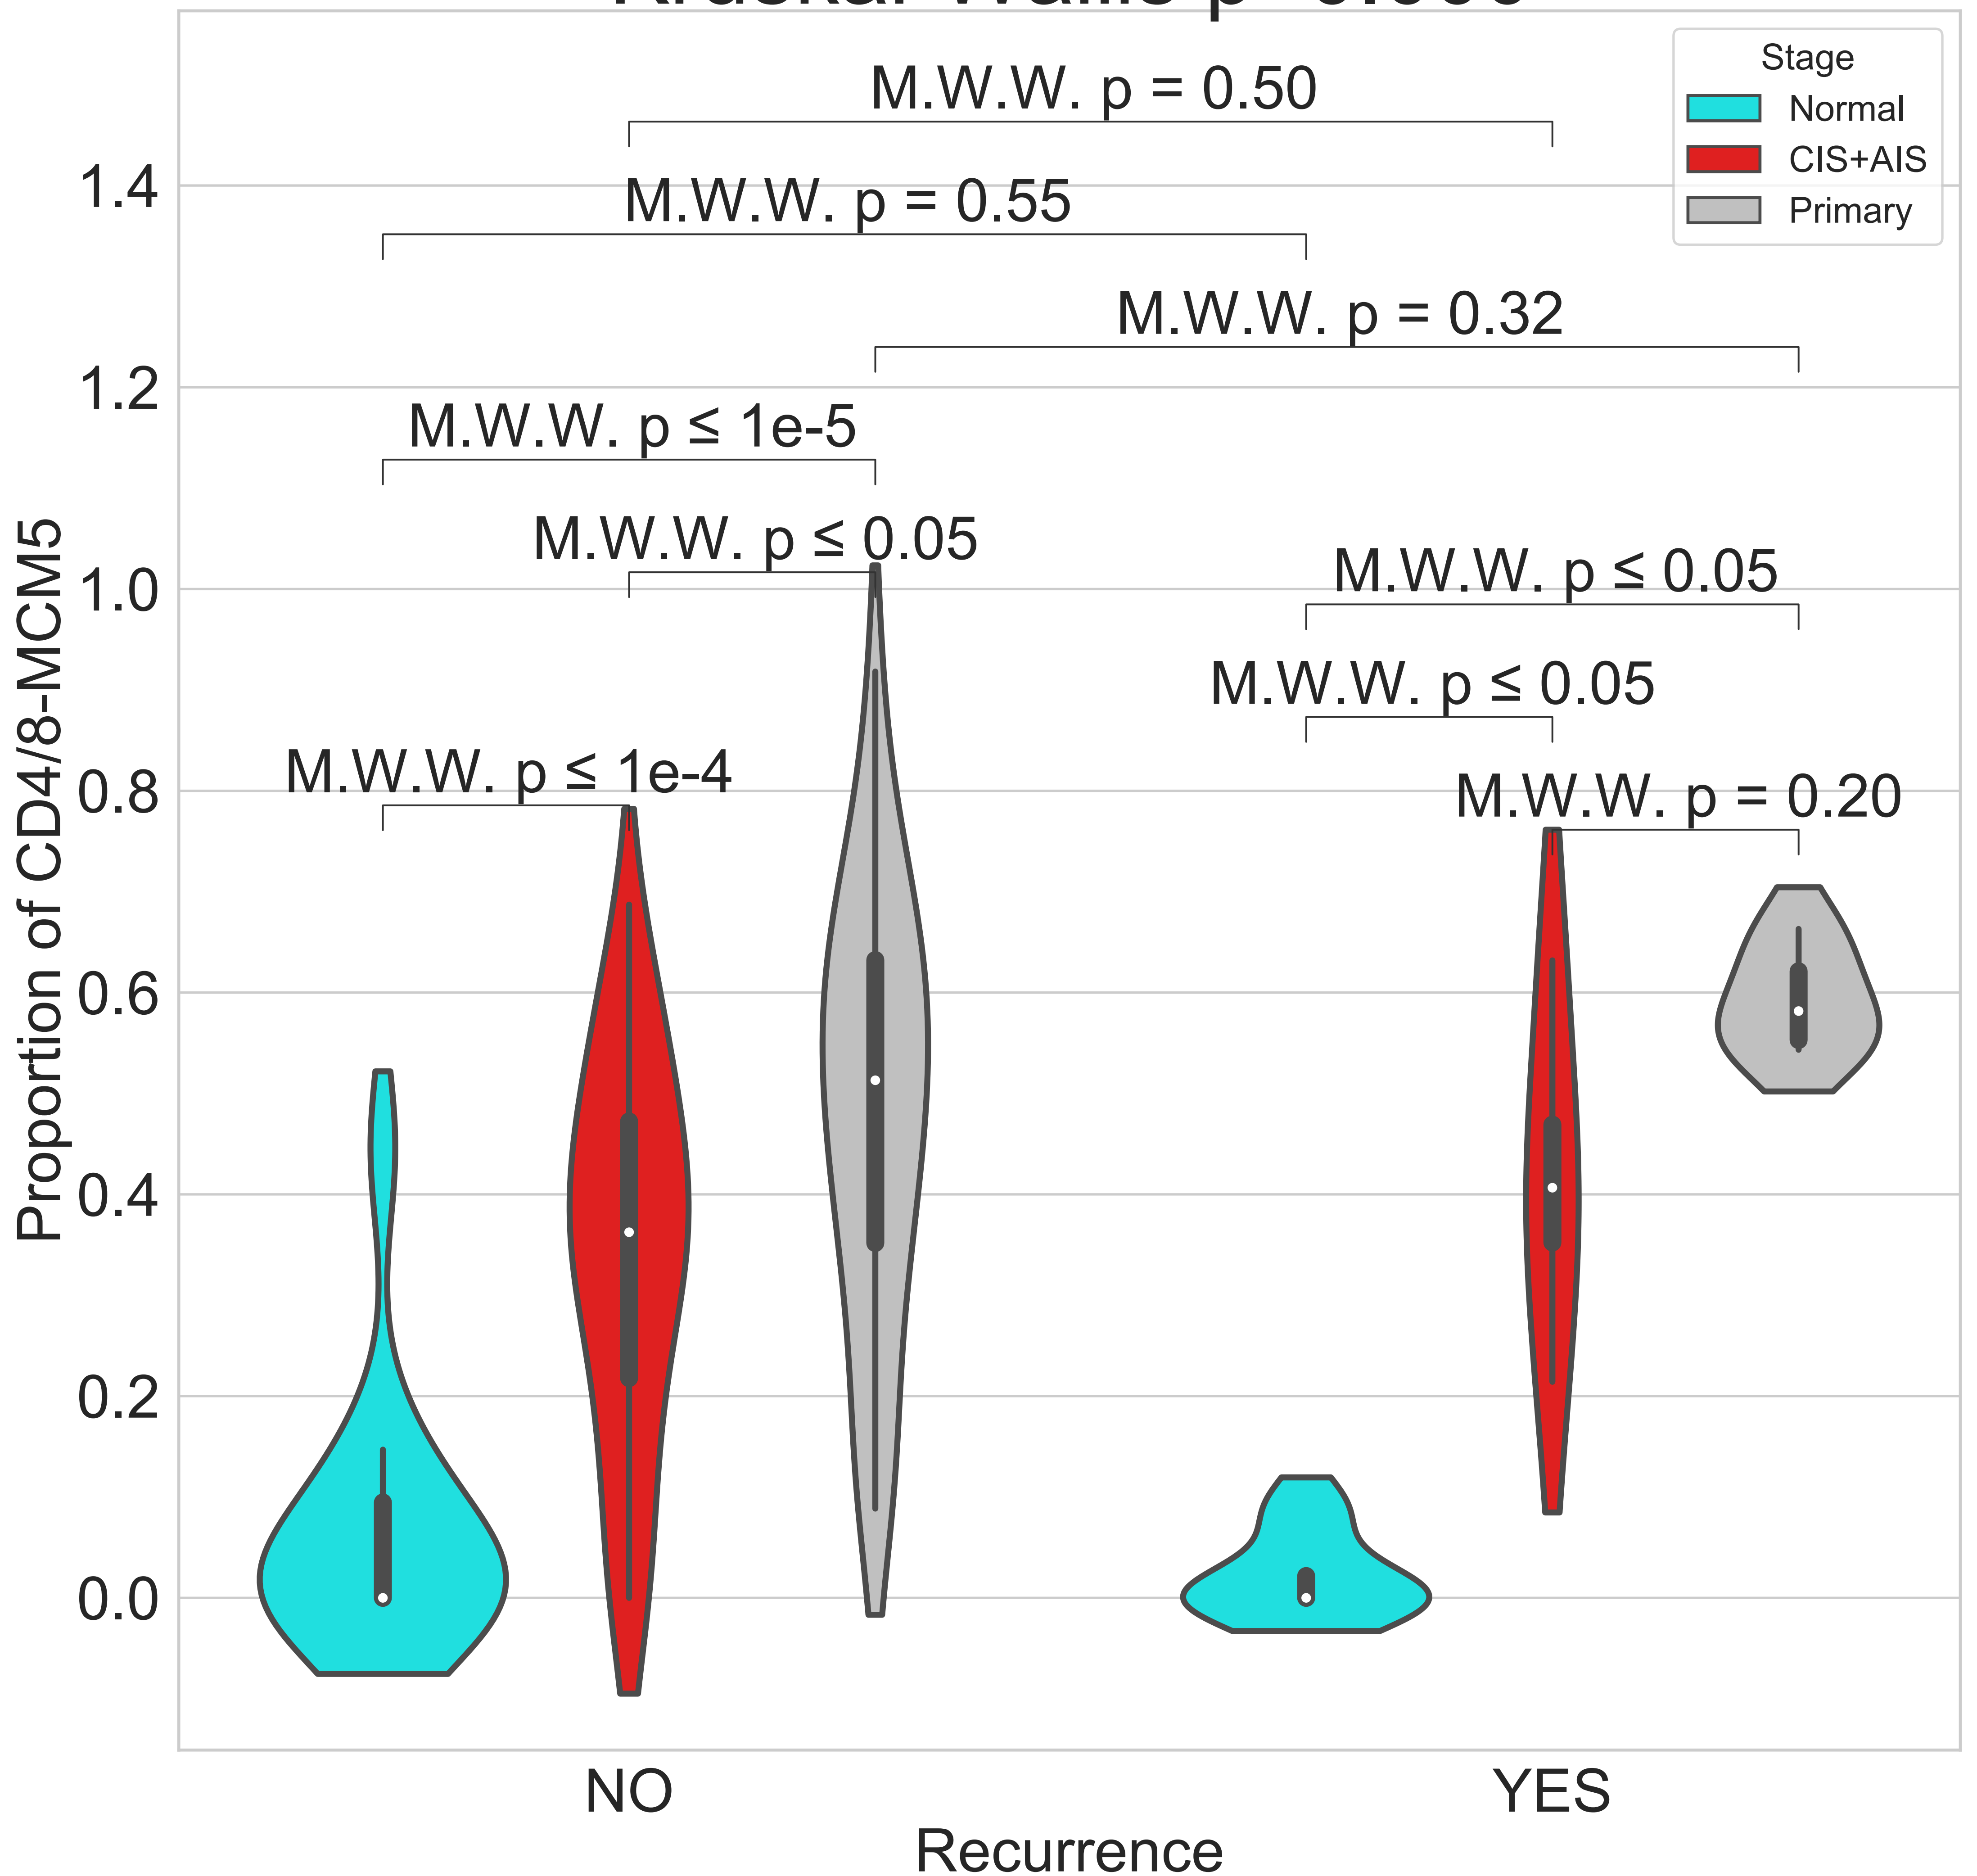 Stage
Normal
CIS+AIS
Primary
M.W.W. p = 0.50
M.W.W. p = 0.55
M.W.W. p = 0.32
M.W.W. p ≤ 1e-5
M.W.W. p ≤ 0.05
M.W.W. p ≤ 0.05
M.W.W. p ≤ 0.05
M.W.W. p ≤ 1e-4
M.W.W. p = 0.20
Proportion of CD4/8-MCM5
1.4
1.2
1.0
0.8
0.6
0.4
0.2
0.0
NO
YES
Recurrence